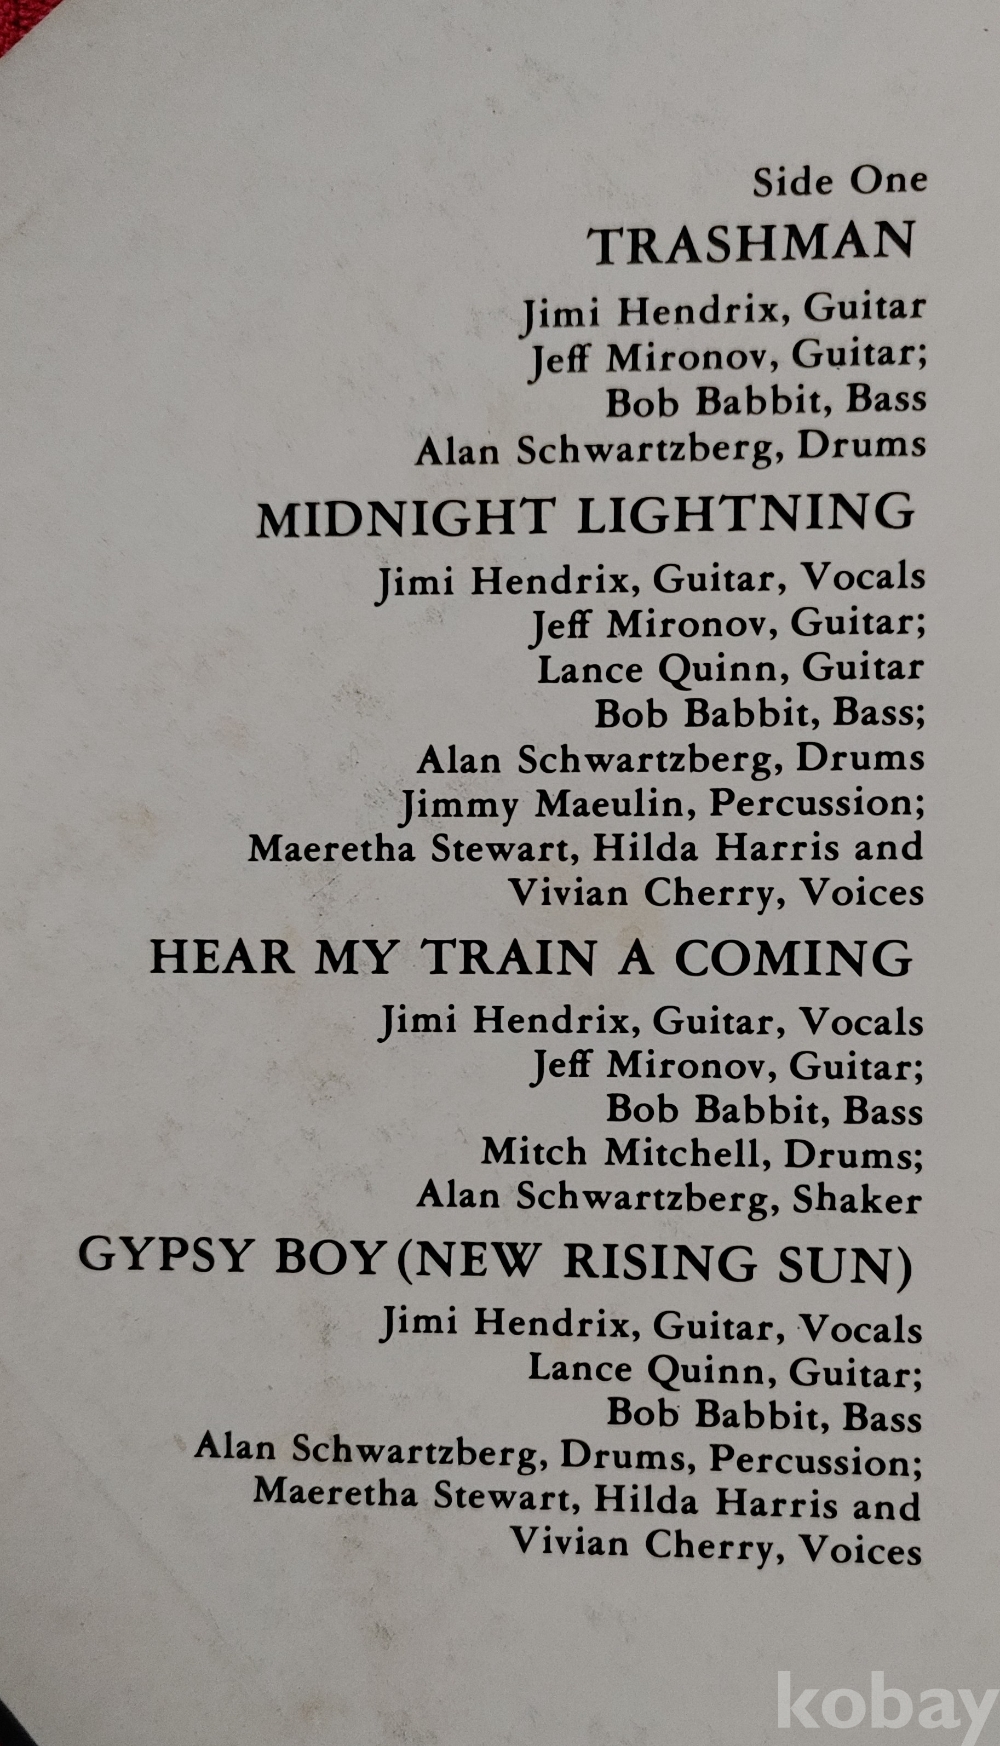 Side One
TRASHMAN
Jimi Hendrix, Guitar
Jeff Mironov, Guitar;
Bob Babbit, Bass
Alan Schwartzberg, Drums
MIDNIGHT LIGHTNING
Jimi Hendrix, Guitar, Vocals
Jeff Mironov, Guitar;
Lance Quinn, Guitar
Bob Babbit, Bass;
Alan Schwartzberg, Drums
Jimmy Maeulin, Percussion;
Maeretha Stewart, Hilda Harris and
Vivian Cherry, Voices
HEAR MY TRAIN A COMING
Jimi Hendrix, Guitar, Vocals
Jeff Mironov, Guitar;
Bob Babbit, Bass
Mitch Mitchell, Drums;
Alan Schwartzberg, Shaker
GYPSY BOY (NEW RISING SUN)
Jimi Hendrix, Guitar, Vocals
Lance Quinn, Guitar;
Bob Babbit, Bass
Alan Schwartzberg, Drums, Percussion;
Maeretha Stewart, Hilda Harris and
Vivian Cherry, Voices
kobay